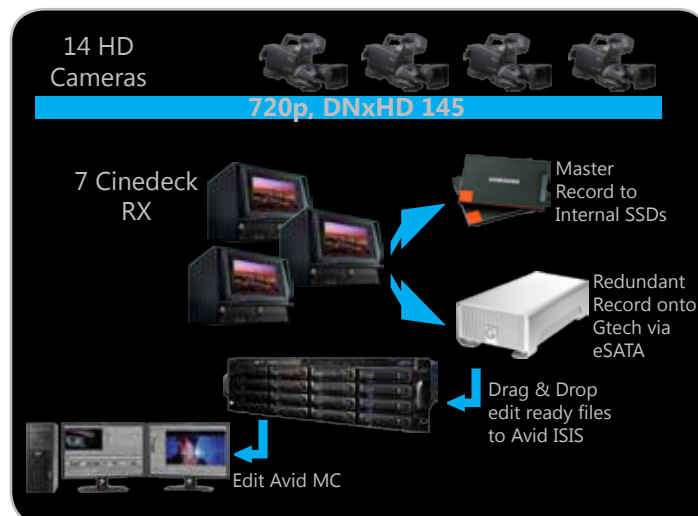 14 HD
Cameras
720p, DNxHD 145
7 Cinedeck
RX
SAMSUNG
Master
Record to
Internal SSDs
Redundant
Record onto
Gtech via
eSATA
Drag & Drop
edit ready files
to Avid ISIS
Edit Avid MC